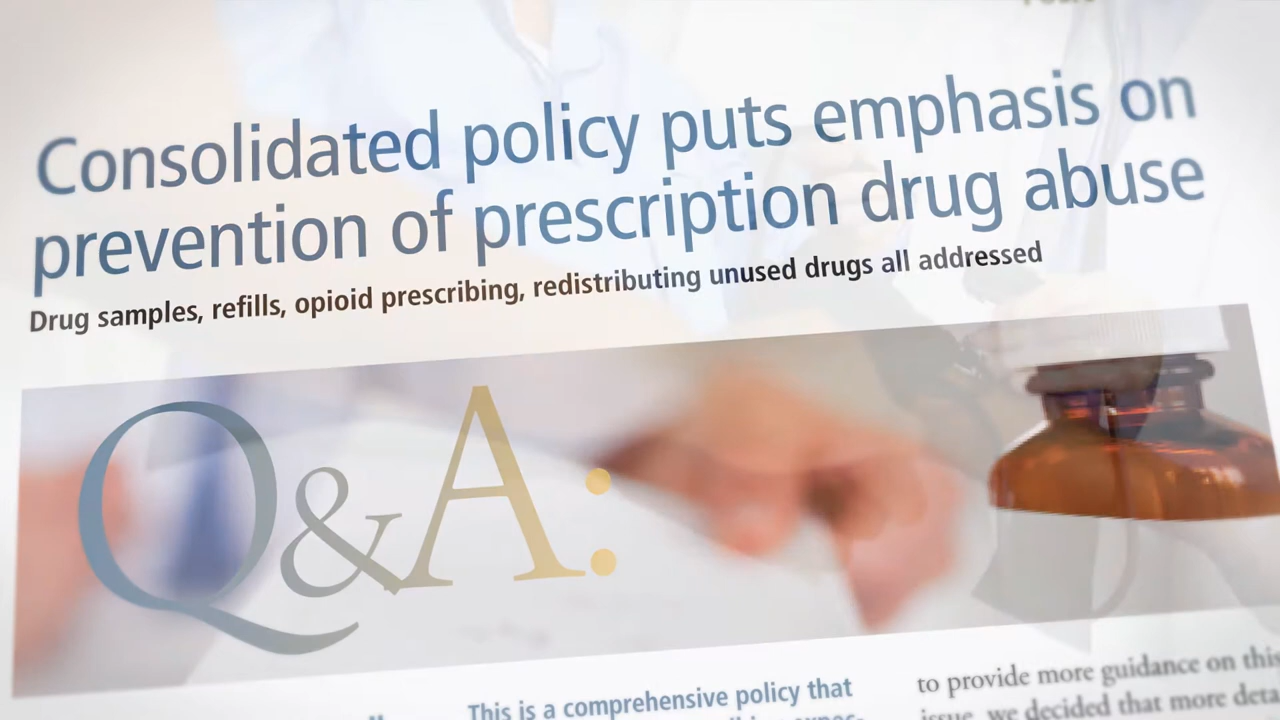 Consolidated policy puts emphasis on
prevention of prescription drug abuse
Drug samples, refills, opioid prescribing, redistributing unused drugs all addressed
Q&A:
This is a comprehensive policy that
to provide more guidance on this
issue, we decided that more